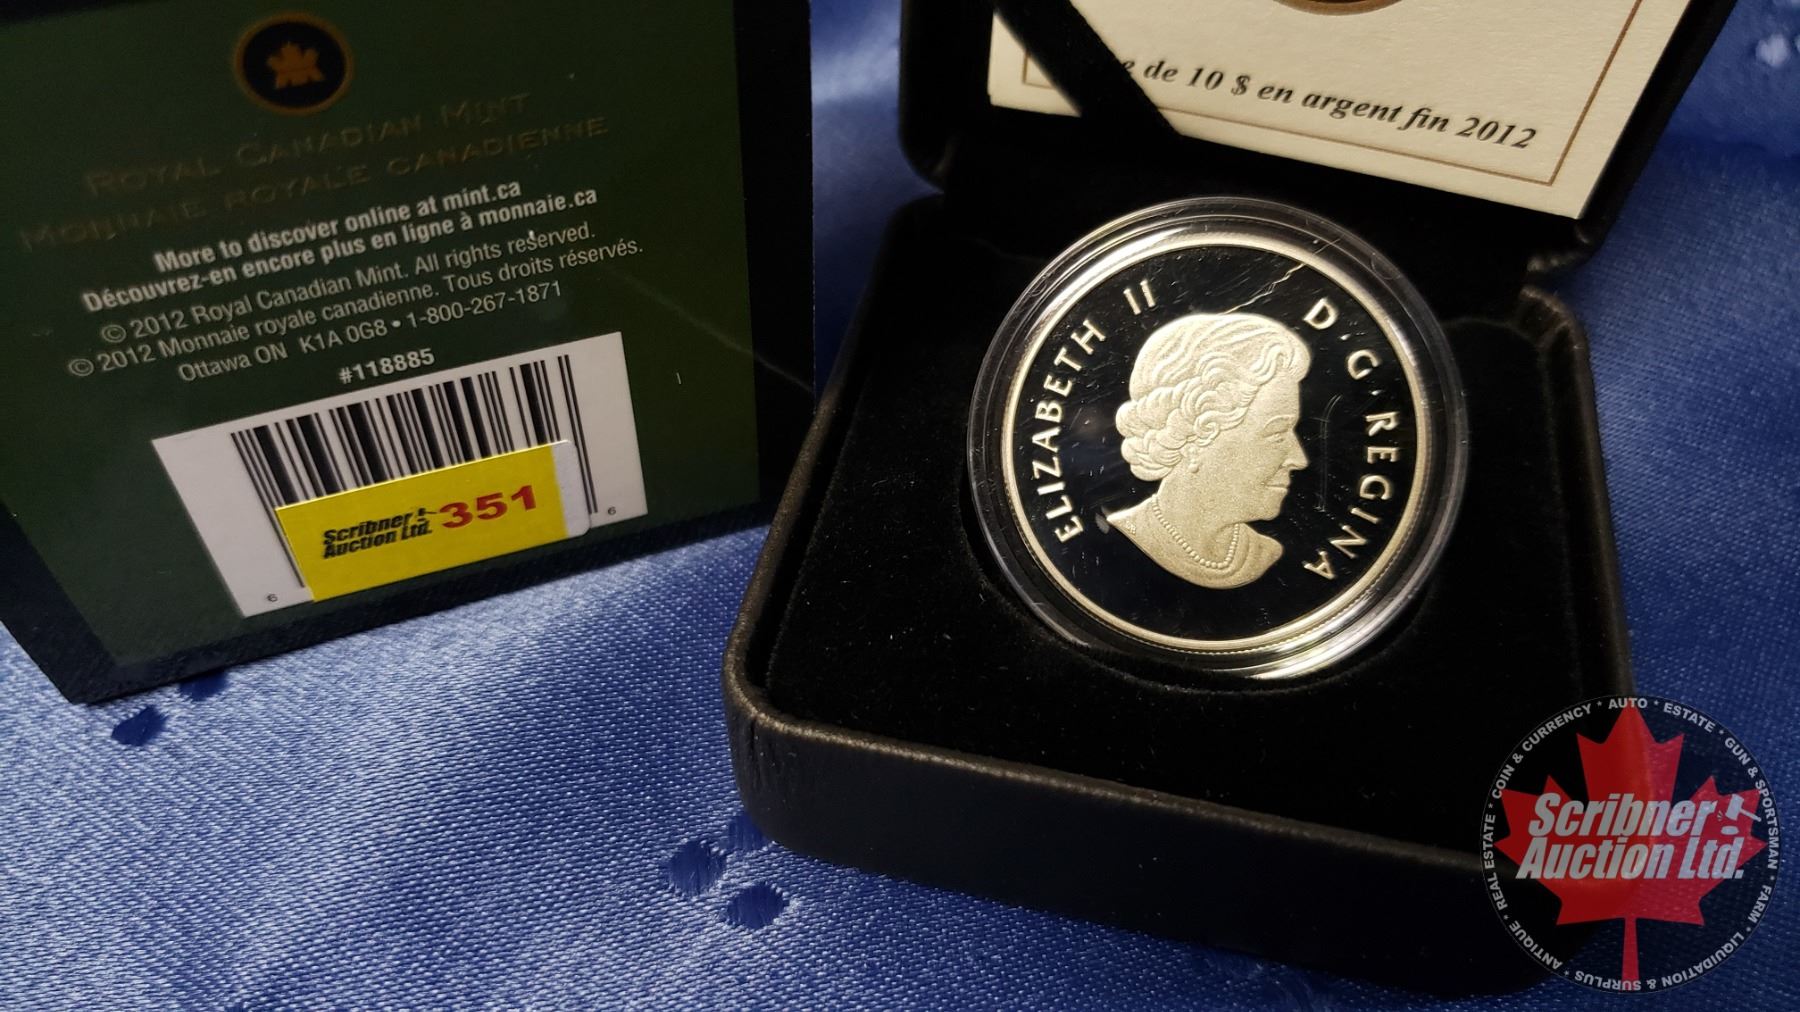 ROYAL CANADIAN MINT
MONNAIE ROYALE CANADIENNE
More to discover online at mint.ca
Découvrez-en encore plus en ligne à monnaie.ca
© 2012 Royal Canadian Mint. All rights reserved.
© 2012 Monnaie royale canadienne. Tous droits réservés.
Ottawa ON K1A 0G8 • 1-800-267-1871
#118885
6 6
Scribner
Auction Ltd.
351
de 10 $ en argent fin 2012
ELIZABETH II D·G·REGINA
Scribner
Auction Ltd.
* REAL ESTATE * COIN & CURRENCY * AUTO * ESTATE * GUN & SPORTSMAN * FARM * LIQUIDATION & SURPLUS * ANTIQUE